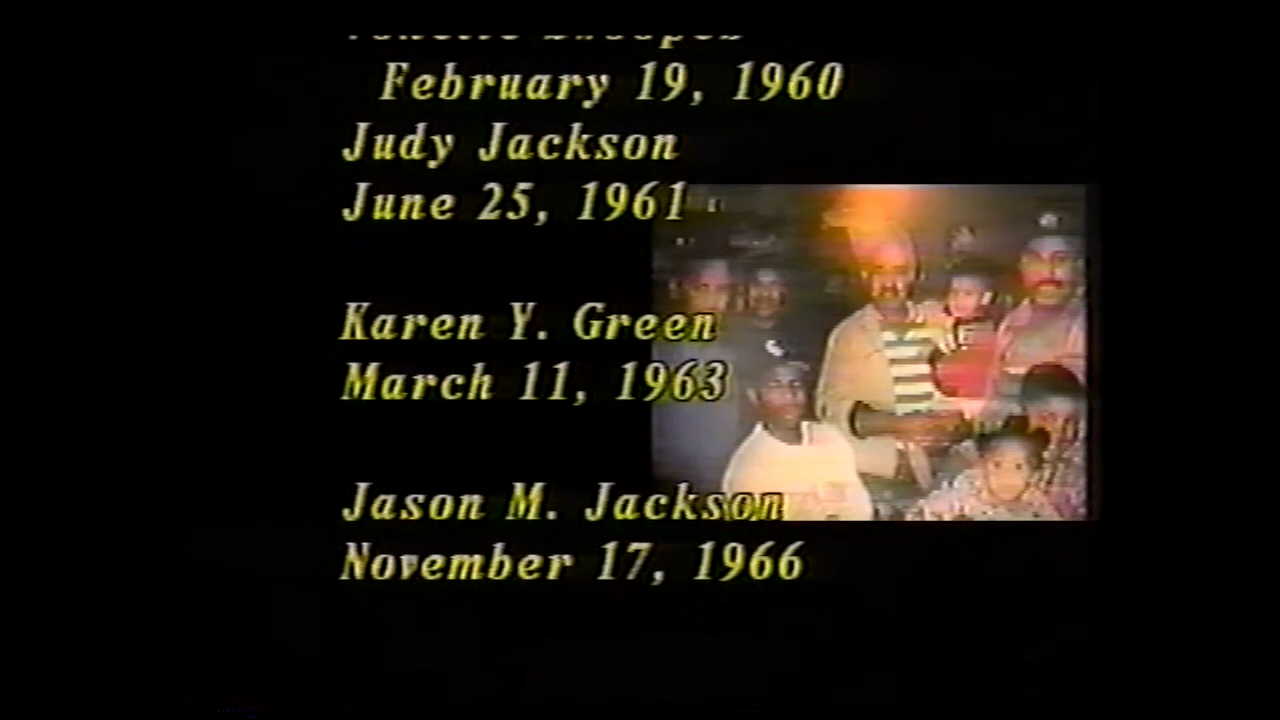 February 19, 1960
Judy Jackson
June 25, 1961
Karen Y. Green
March 11, 1963
Jason M. Jackson
November 17, 1966